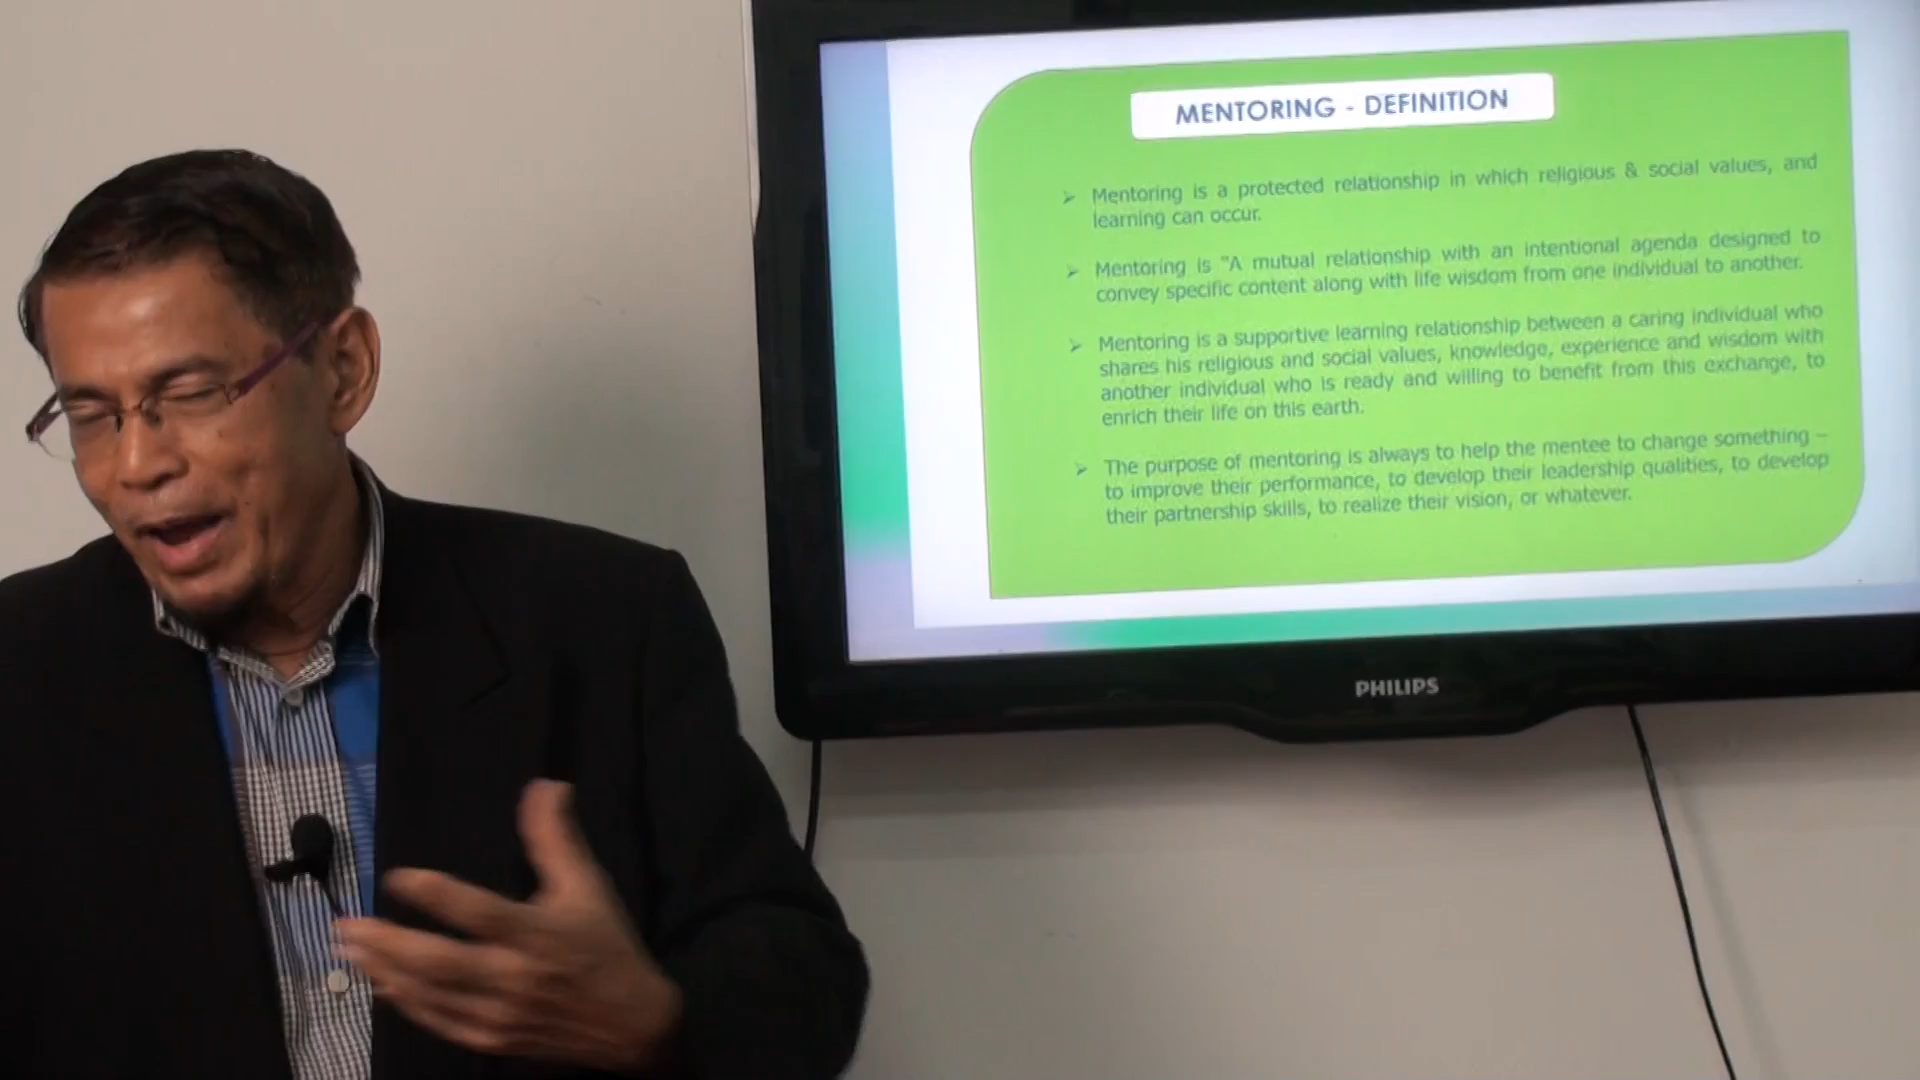 MENTORING - DEFINITION
➢ Mentoring is a protected relationship in which religious & social values, and
learning can occur.
➢ Mentoring is "A mutual relationship with an intentional agenda designed to
convey specific content along with life wisdom from one individual to another.
➢ Mentoring is a supportive learning relationship between a caring individual who
shares his religious and social values, knowledge, experience and wisdom with
another individual who is ready and willing to benefit from this exchange, to
enrich their life on this earth.
➢ The purpose of mentoring is always to help the mentee to change something –
to improve their performance, to develop their leadership qualities, to develop
their partnership skills, to realize their vision, or whatever.
PHILIPS